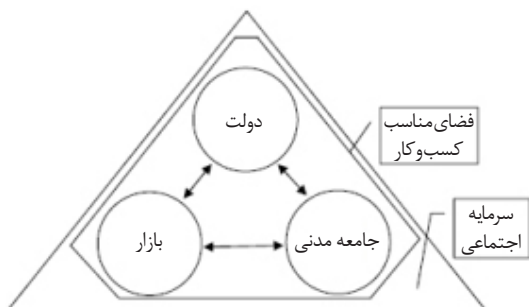 دولت
فضای مناسب
کسب‌وکار
سرمایه
اجتماعی
جامعه مدنی
بازار